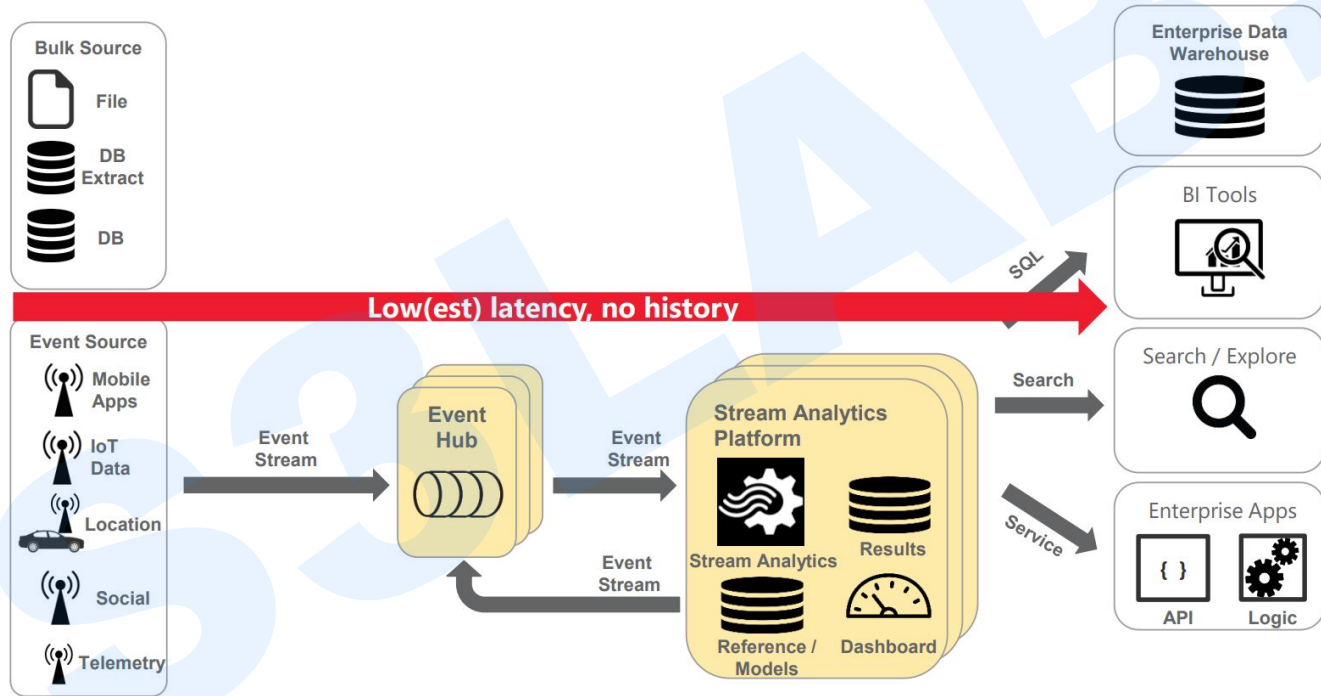 Bulk Source
File
DB
Extract
DB
Low(est) latency, no history
Event Source
Mobile
Apps
IoT
Data
Location
Social
Telemetry
Event
Stream
Event
Hub
Event
Stream
Event
Stream
Stream Analytics
Platform
Stream Analytics
Results
Reference /
Models
Dashboard
SQL
Search
Service
Enterprise Data
Warehouse
BI Tools
Search / Explore
Enterprise Apps
{ }
API
Logic
S3LAB